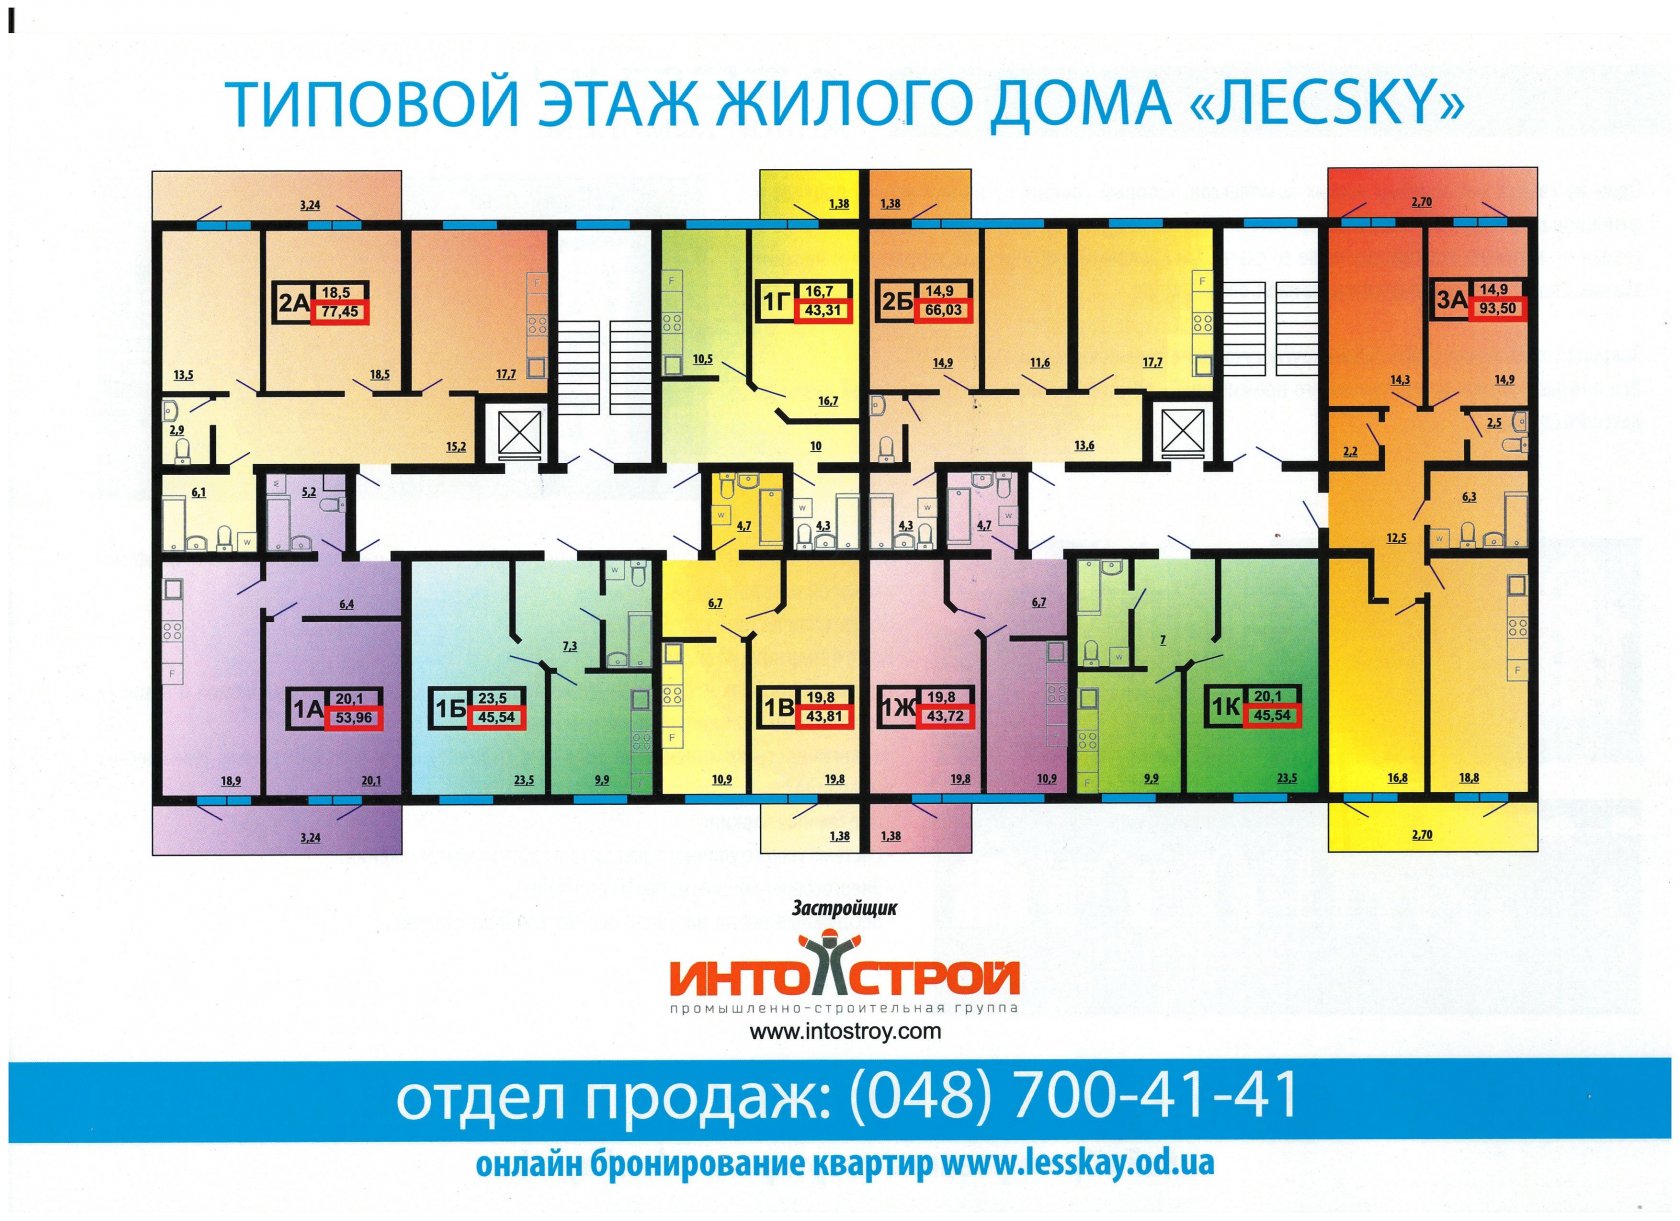 ТИПОВОЙ ЭТАЖ ЖИЛОГО ДОМА «ЛЕСSKY»
3,24
1,38
1,38
2,70
2А 18,5 77,45
1Г 16,7 43,31
2Б 14,9 66,03
3А 14,9 93,50
F
F
F
13,5
18,5
17,7
10,5
16,7
14,9
11,6
17,7
14,3
14,9
2,9
15,2
10
13,6
2,2
2,5
6,1
W
5,2
W
4,7
W
4,3
4,3
W
4,7
W
12,5
6,3
W
W
6,4
7,3
6,7
6,7
7
W
F
F
F
F
F
F
1А 20,1 53,96
1Б 23,5 45,54
1В 19,8 43,81
1Ж 19,8 43,72
1К 20,1 45,54
18,9
20,1
23,5
9,9
10,9
19,8
19,8
10,9
9,9
23,5
16,8
18,8
3,24
1,38
1,38
2,70
Застройщик
ИНТО СТРОЙ
промышленно-строительная группа
www.intostroy.com
отдел продаж: (048) 700-41-41
онлайн бронирование квартир www.lesskay.od.ua